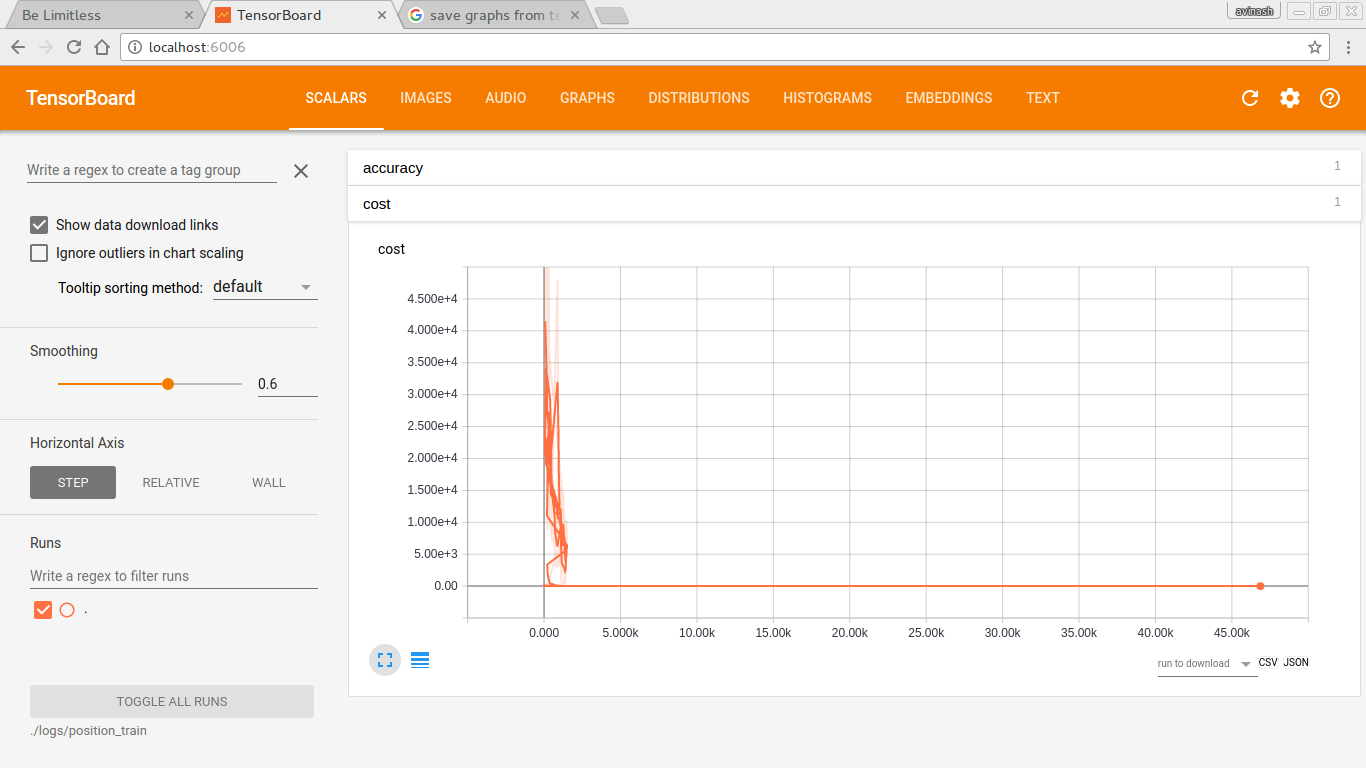 Be Limitless
TensorBoard
save graphs from te
avinash
localhost:6006
TensorBoard
SCALARS IMAGES AUDIO GRAPHS DISTRIBUTIONS HISTOGRAMS EMBEDDINGS TEXT
Write a regex to create a tag group
Show data download links
Ignore outliers in chart scaling
Tooltip sorting method: default
Smoothing
0.6
Horizontal Axis
STEP RELATIVE WALL
Runs
Write a regex to filter runs
.
TOGGLE ALL RUNS
./logs/position_train
accuracy 1
cost 1
cost
4.500e+4
4.000e+4
3.500e+4
3.000e+4
2.500e+4
2.000e+4
1.500e+4
1.000e+4
5.00e+3
0.00
0.000 5.000k 10.00k 15.00k 20.00k 25.00k 30.00k 35.00k 40.00k 45.00k
run to download CSV JSON